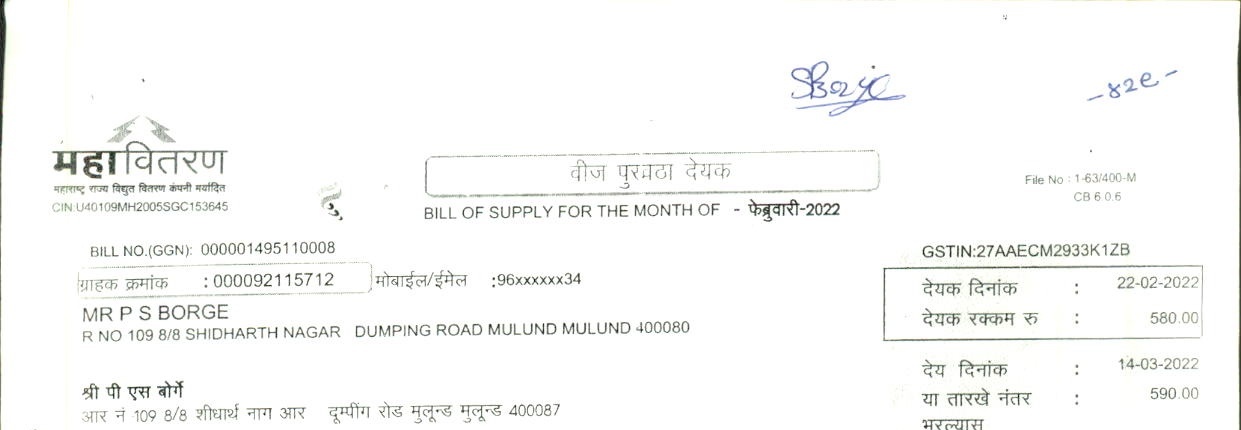 SBorje
-४२९-
महावितरण
महाराष्ट्र राज्य विद्युत वितरण कंपनी मर्यादित
CIN:U40109MH2005SGC153645
वीज पुरवठा देयक
BILL OF SUPPLY FOR THE MONTH OF - फेब्रुवारी-2022
File No : 1-63/400-M
CB 6.0.6
BILL NO.(GGN): 000001495110008
GSTIN:27AAECM2933K1ZB
ग्राहक क्रमांक : 000092115712 मोबाईल/ईमेल :96xxxxxx34
देयक दिनांक : 22-02-2022
MR P S BORGE
देयक रक्कम रु : 580.00
R NO 109 8/8 SHIDHARTH NAGAR DUMPING ROAD MULUND MULUND 400080
देय दिनांक : 14-03-2022
श्री पी एस बोर्गे
या तारखे नंतर : 590.00
आर नं 109 8/8 शीधार्थ नाग आर दूम्पींग रोड मुलून्ड मुलून्ड 400087
भरल्यास